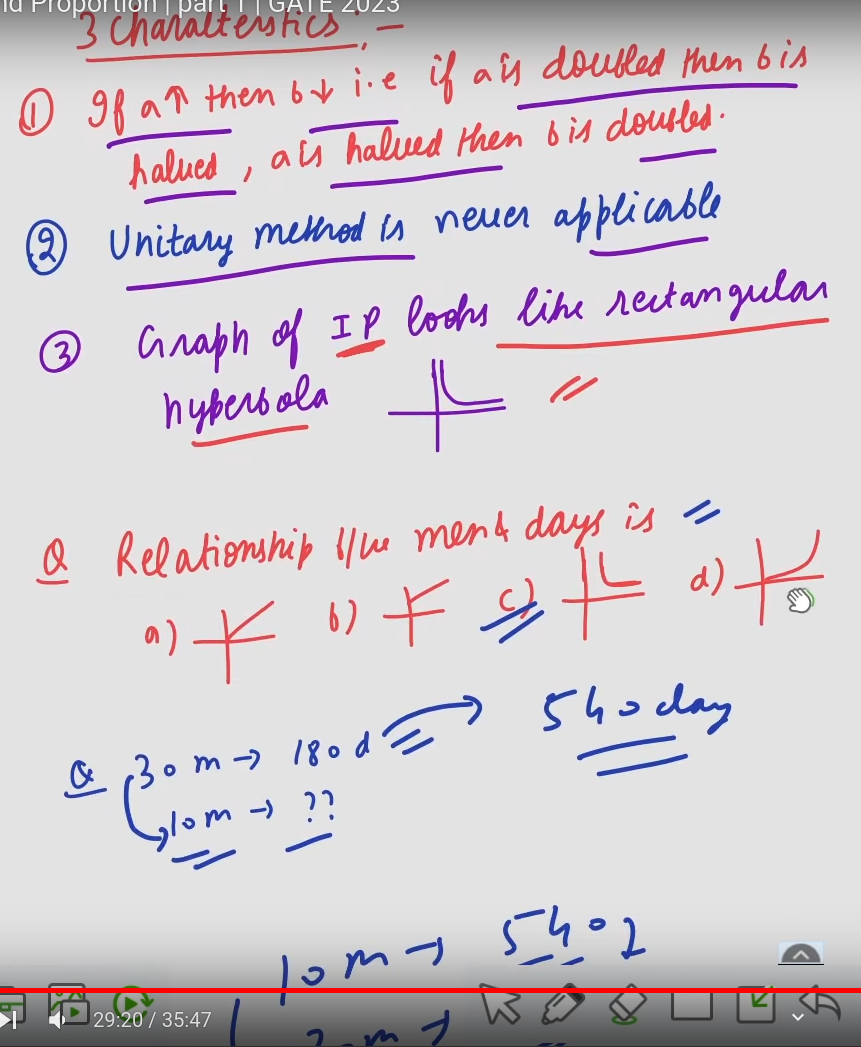 nd Proportion | part 1 | GATE 2023
3 Characterstics :-
① If a↑ then b↓ i.e if a is doubled then b is
halved , a is halved then b is doubled.
② Unitary method is never applicable
③ Graph of IP looks like rectangular
hyperbola
Q Relationship b/w men & days is
a) b) c) d)
Q 30 m → 180 d 540 day
10 m → ??
10 m → 540
m →
29:20 / 35:47